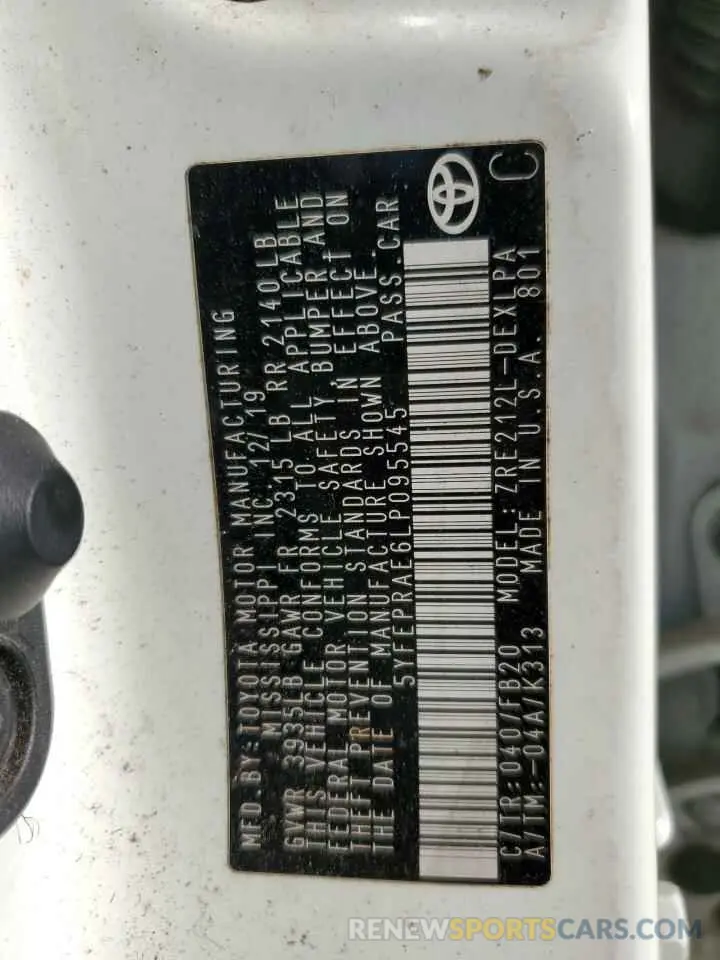 MFD.BY:TOYOTA MOTOR MANUFACTURING
MISSISSIPPI INC. 12/19
GVWR 3935LB GAWR FR 2315 LB RR 2140LB
THIS VEHICLE CONFORMS TO ALL APPLICABLE
FEDERAL MOTOR VEHICLE SAFETY, BUMPER AND
THEFT PREVENTION STANDARDS IN EFFECT ON
THE DATE OF MANUFACTURE SHOWN ABOVE.
5YFEPRAE6LP095545 PASS.CAR
C/TR:040/FB20 MODEL:ZRE212L-DEXLPA
A/TM:-04A/K313 MADE IN U.S.A. 801 C
RENEWSPORTSCARS.COM